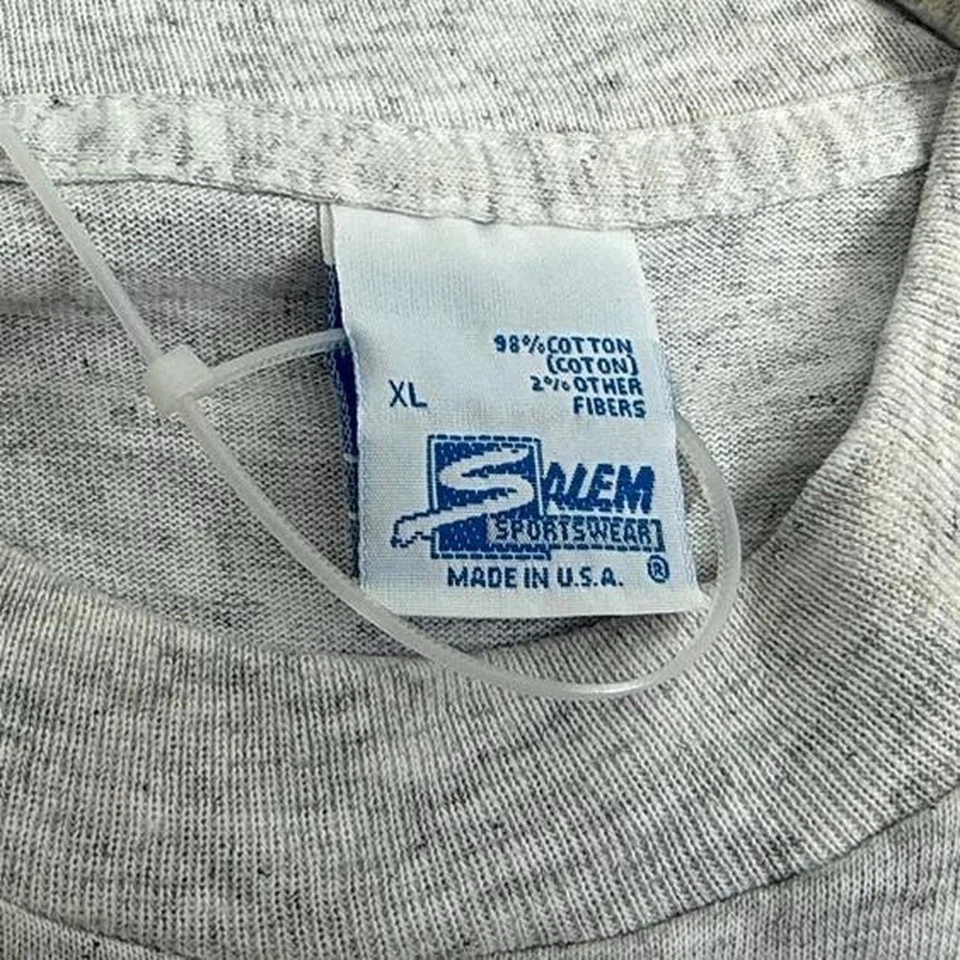 98% COTTON
(COTON)
2% OTHER
FIBERS
XL
SALEM
SPORTSWEAR
MADE IN U.S.A. ®